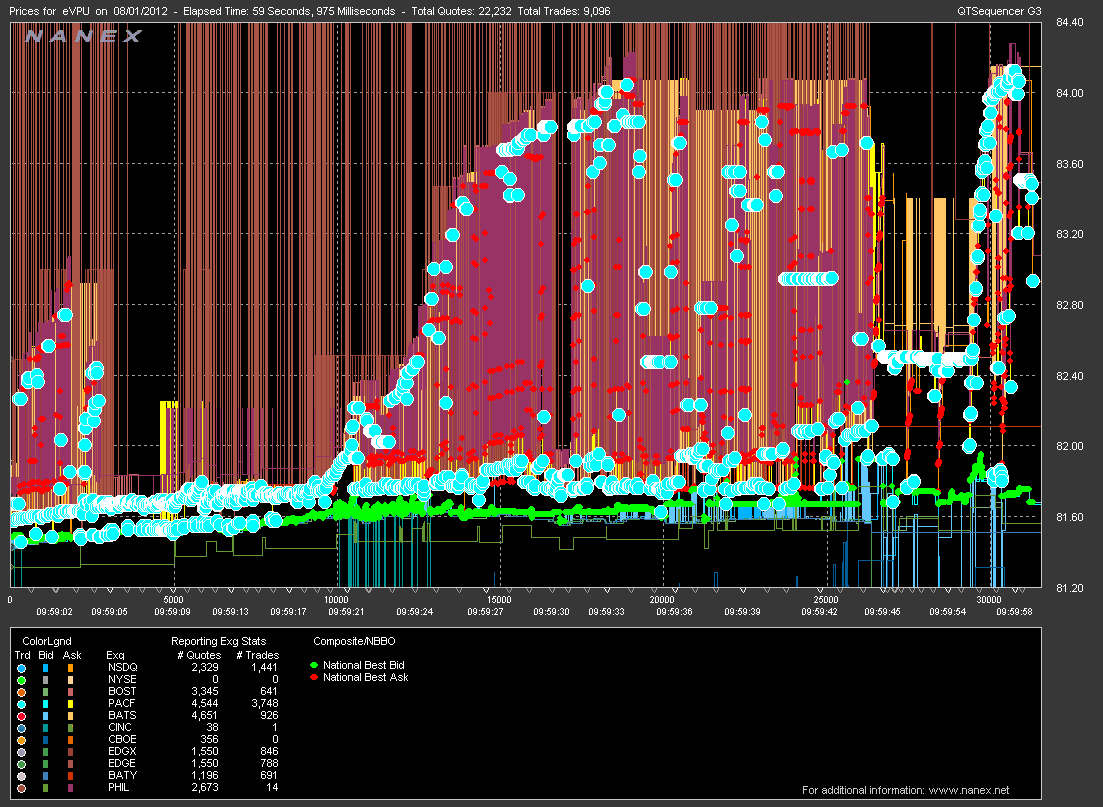 Prices for eVPU on 08/01/2012 - Elapsed Time: 59 Seconds, 975 Milliseconds - Total Quotes: 22,232 Total Trades: 9,096 QTSequencer G3
NANEX
84.40
84.00
83.60
83.20
82.80
82.40
82.00
81.60
81.20
0 5000 10000 15000 20000 25000 30000
09:59:02 09:59:05 09:59:09 09:59:13 09:59:17 09:59:21 09:59:24 09:59:27 09:59:30 09:59:33 09:59:36 09:59:39 09:59:42 09:59:45 09:59:54 09:59:58
ColorLgnd Reporting Exg Stats Composite/NBBO
Trd Bid Ask Exq # Quotes # Trades
NSDQ 2,329 1,441
NYSE 0 0
BOST 3,345 641
PACF 4,544 3,748
BATS 4,651 926
CINC 38 1
CBOE 356 0
EDGX 1,550 846
EDGE 1,550 788
BATY 1,196 691
PHIL 2,673 14
National Best Bid
National Best Ask
For additional information: www.nanex.net